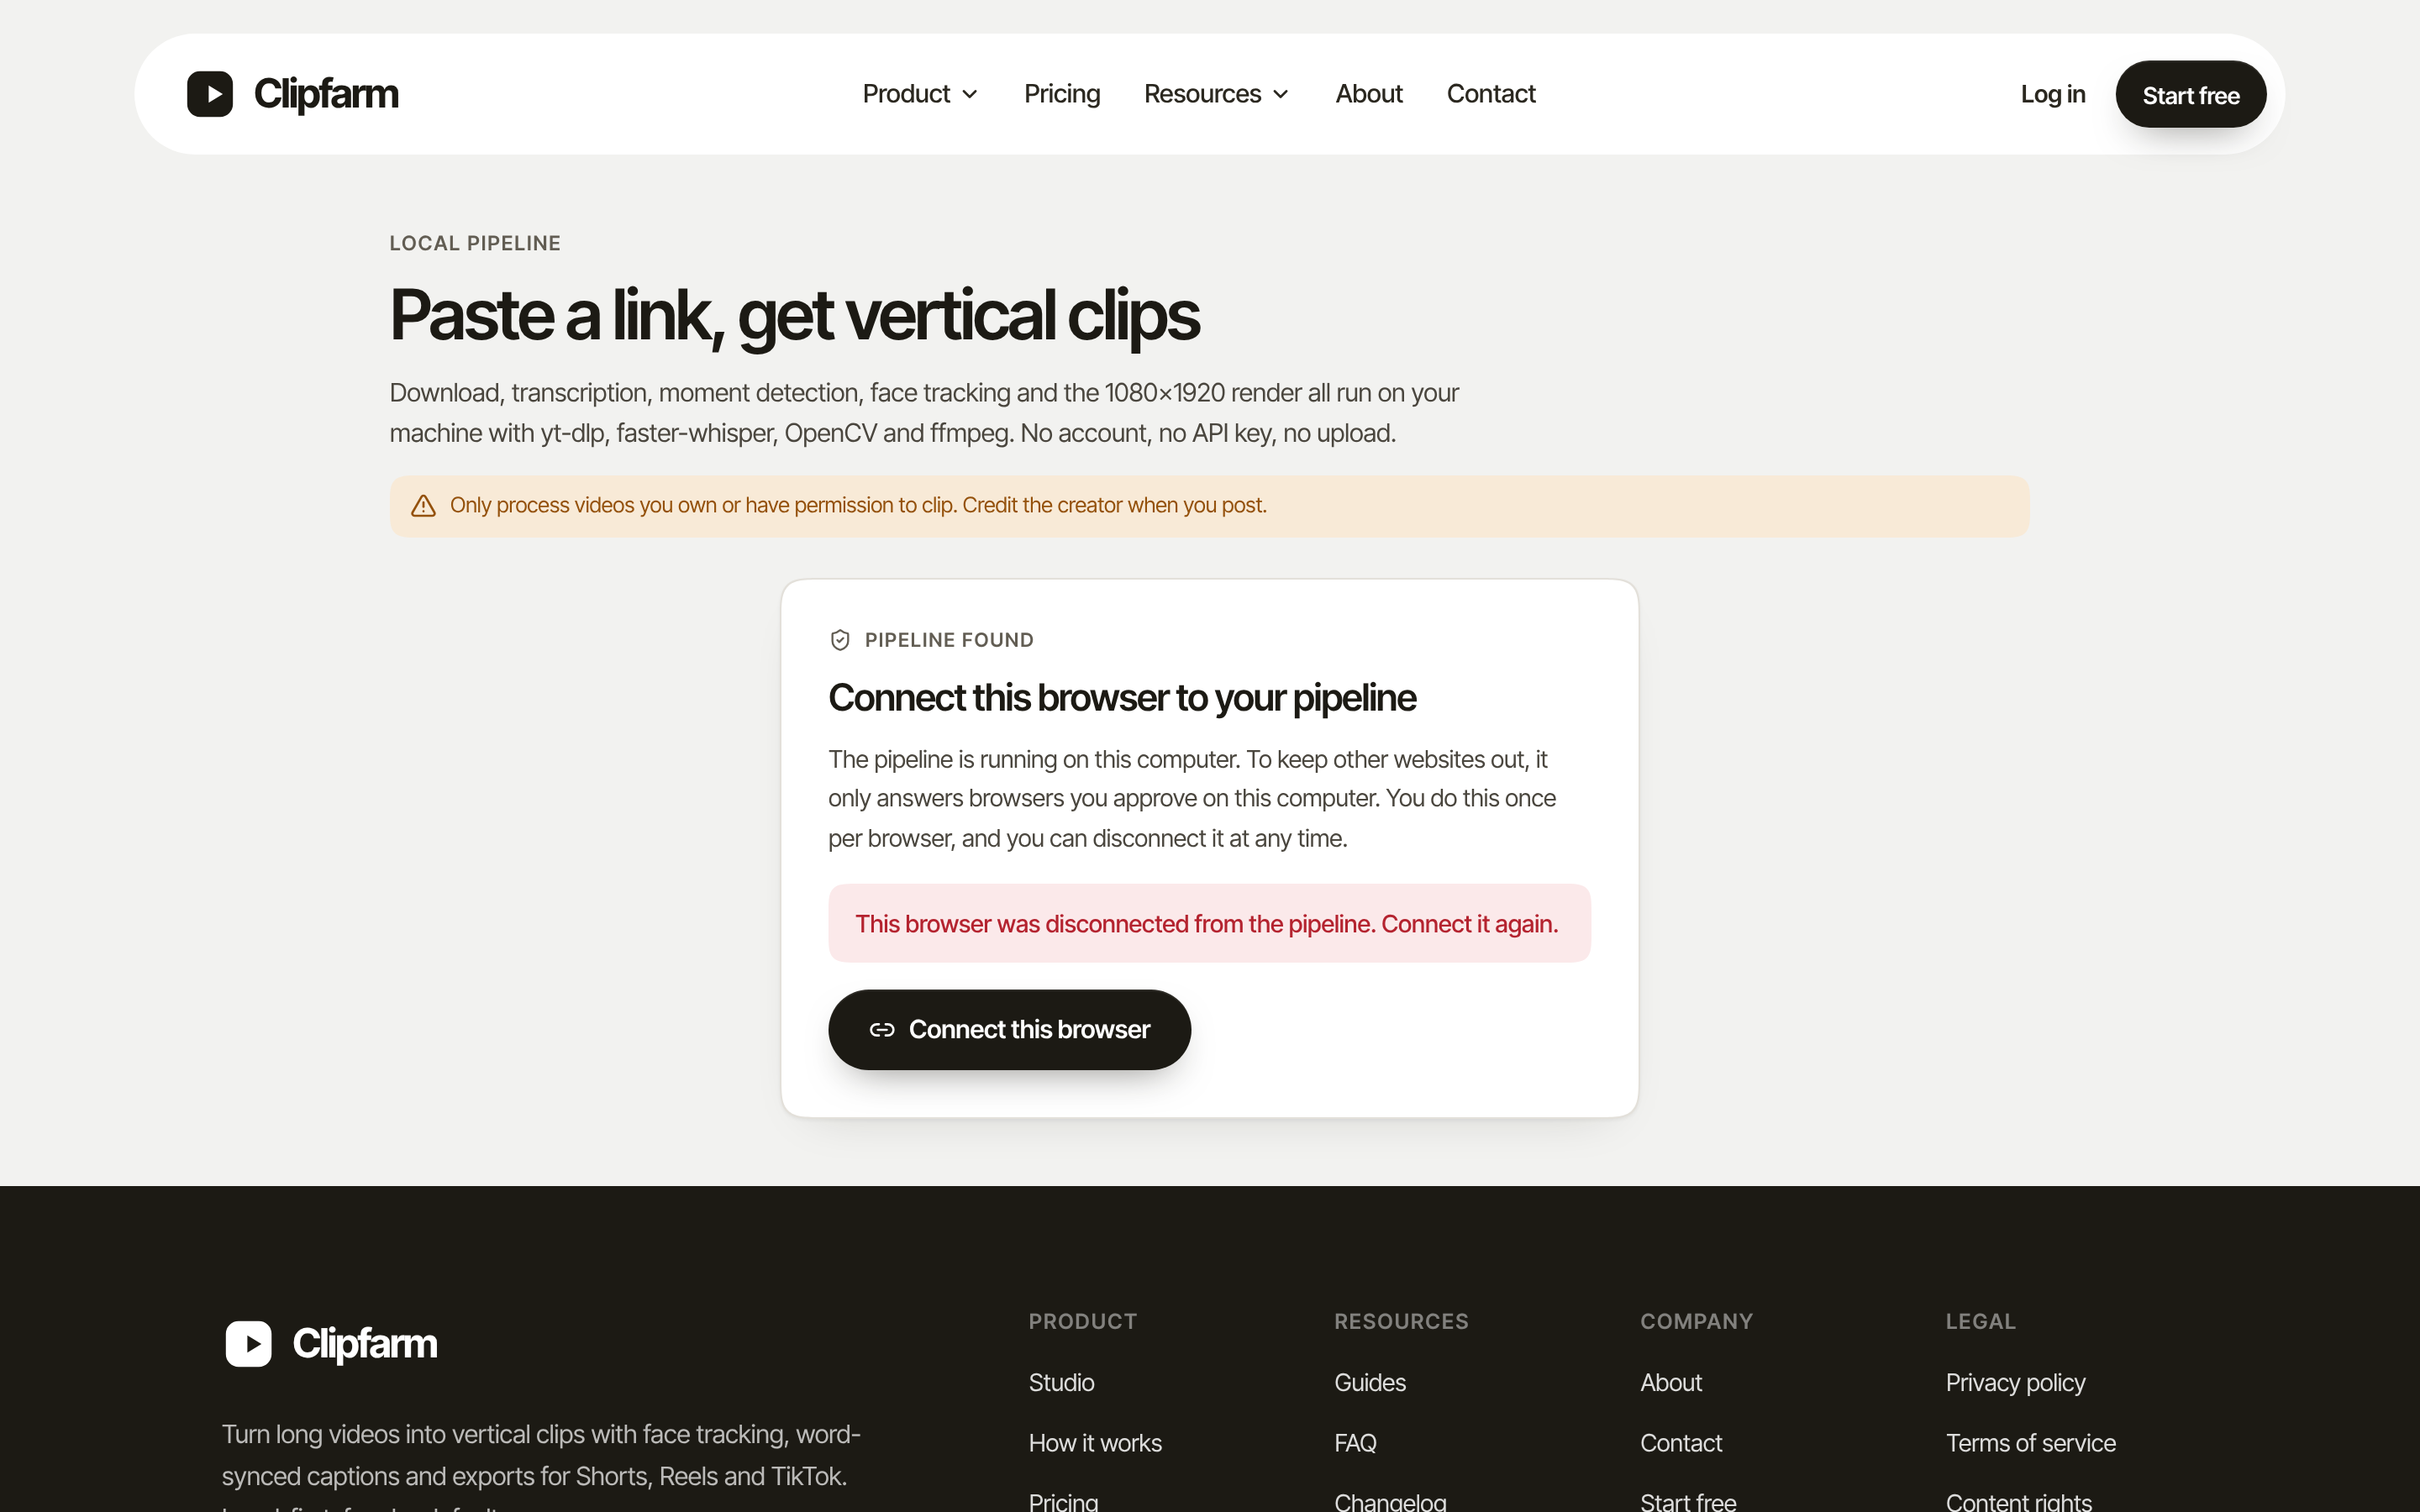 Clipfarm
Product
Pricing
Resources
About
Contact
Log in
Start free
LOCAL PIPELINE
Paste a link, get vertical clips
Download, transcription, moment detection, face tracking and the 1080×1920 render all run on your
machine with yt-dlp, faster-whisper, OpenCV and ffmpeg. No account, no API key, no upload.
Only process videos you own or have permission to clip. Credit the creator when you post.
PIPELINE FOUND
Connect this browser to your pipeline
The pipeline is running on this computer. To keep other websites out, it
only answers browsers you approve on this computer. You do this once
per browser, and you can disconnect it at any time.
This browser was disconnected from the pipeline. Connect it again.
Connect this browser
Clipfarm
Turn long videos into vertical clips with face tracking, word-
synced captions and exports for Shorts, Reels and TikTok.
PRODUCT
Studio
How it works
Pricing
RESOURCES
Guides
FAQ
Changelog
COMPANY
About
Contact
Start free
LEGAL
Privacy policy
Terms of service
Content rights